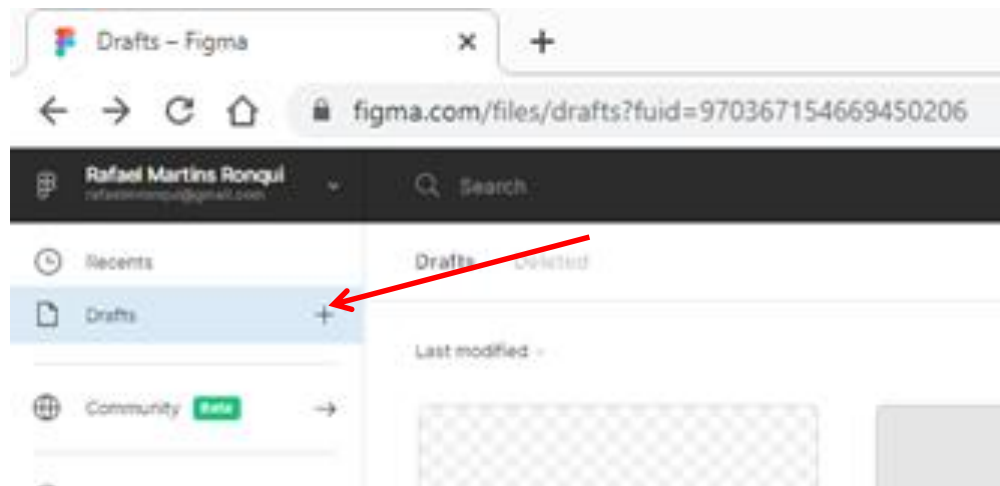 Drafts – Figma
figma.com/files/drafts?fuid=970367154669450206
Rafael Martins Ronqui
Search
Recents
Drafts Deleted
Drafts +
Last modified
Community Beta